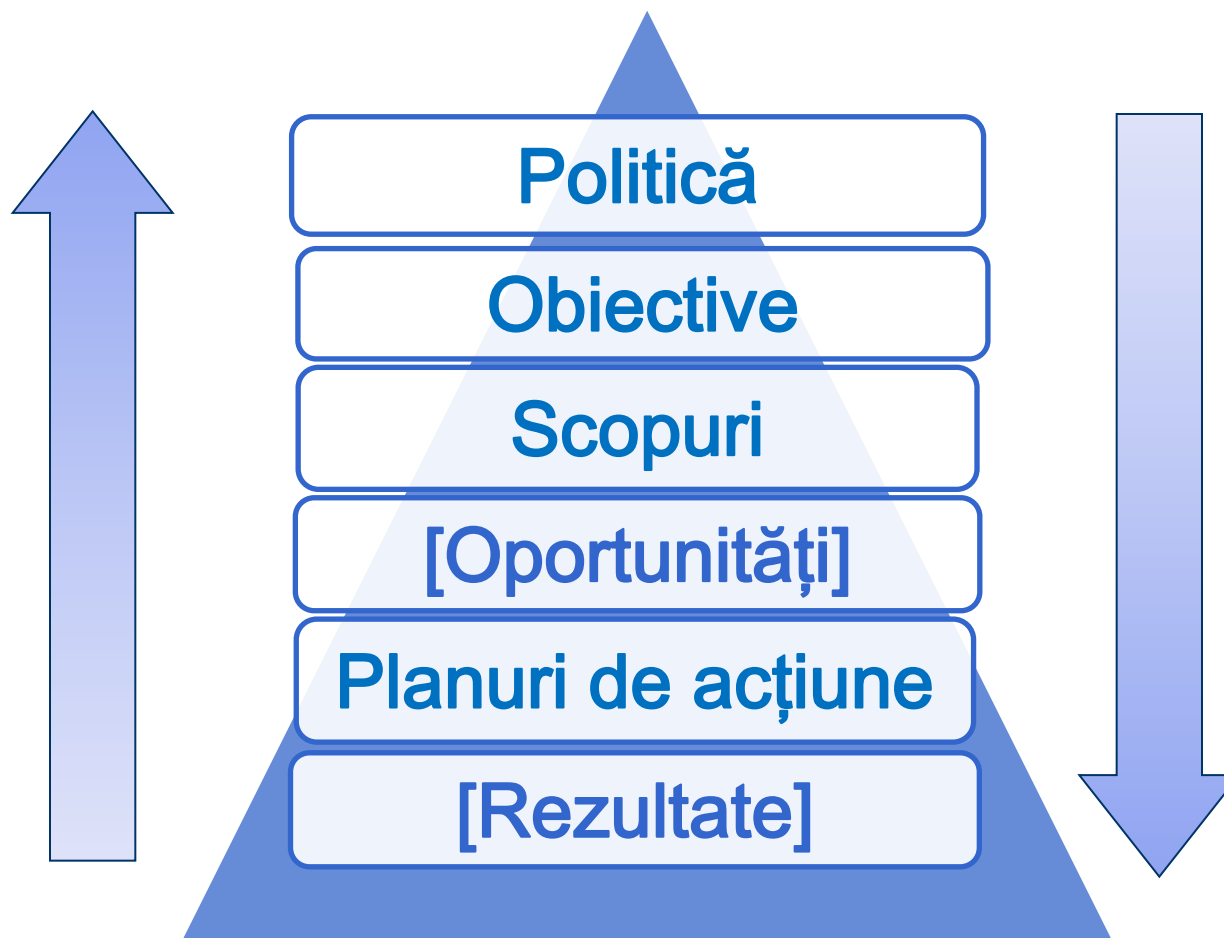 Politică
Obiective
Scopuri
[Oportunități]
Planuri de acțiune
[Rezultate]